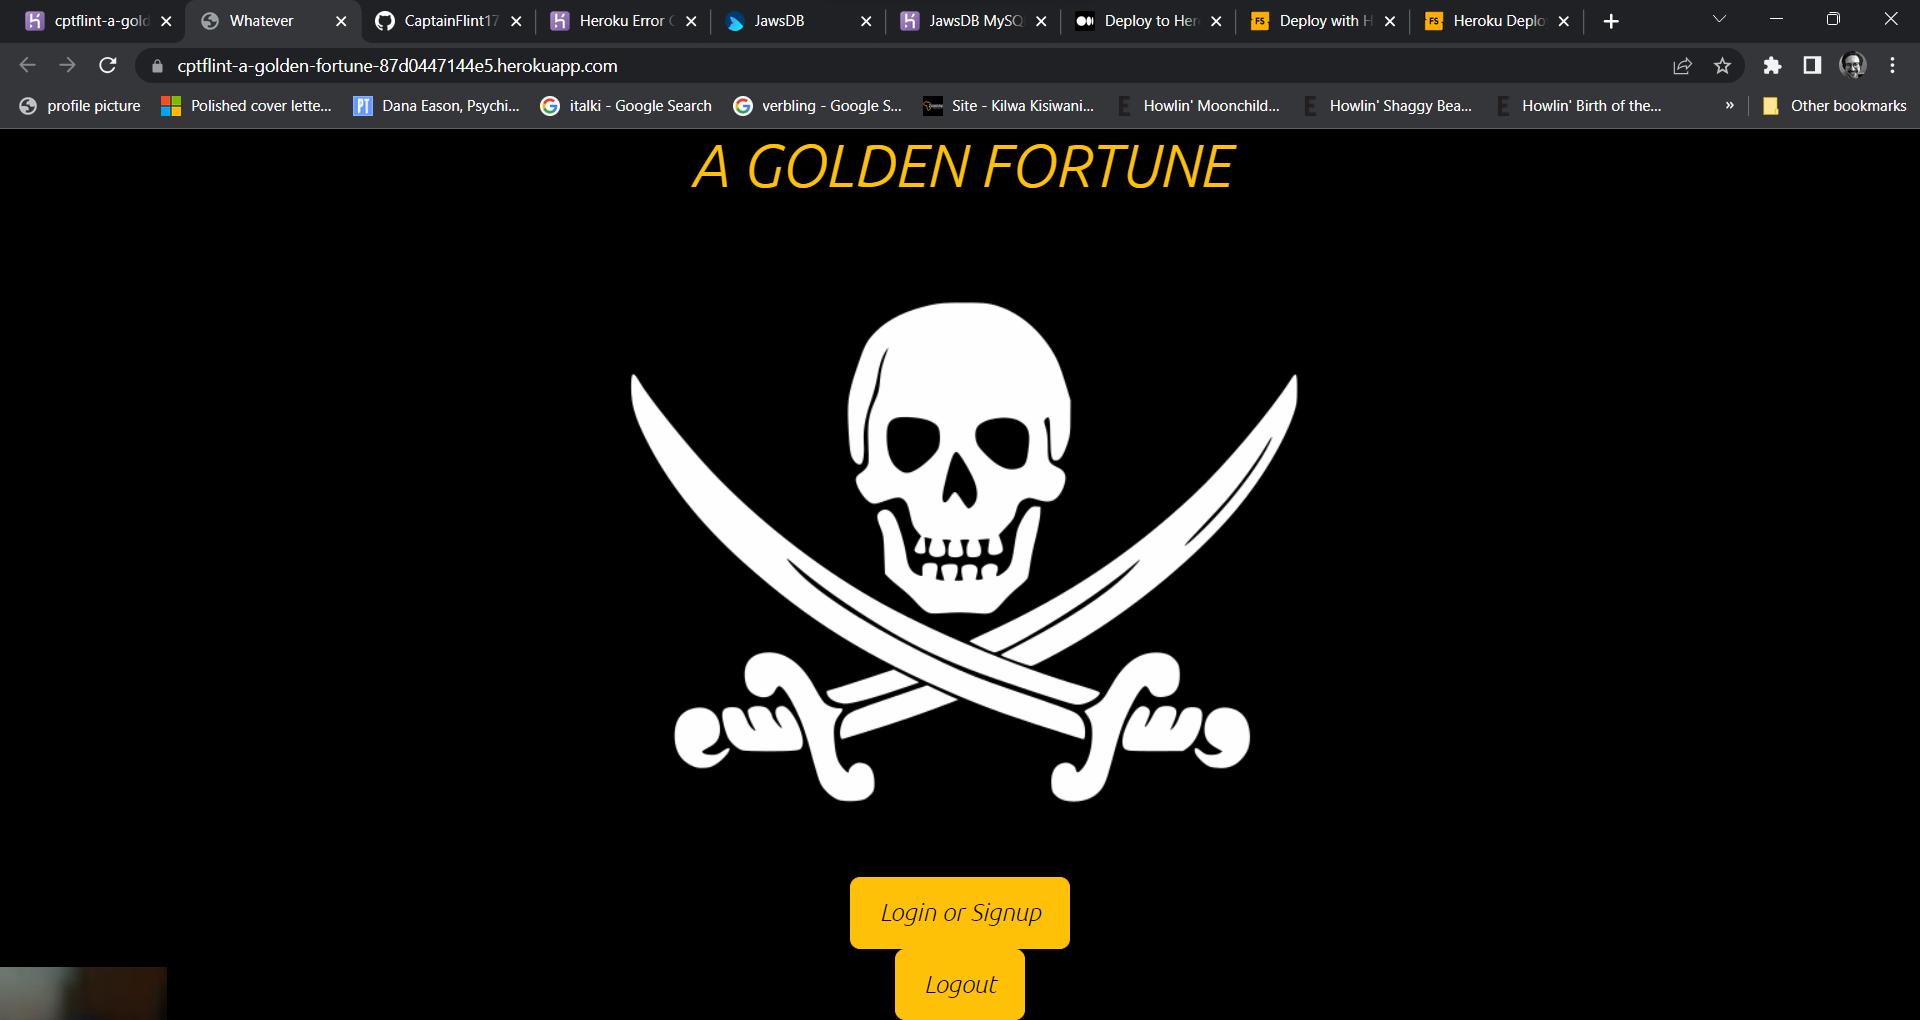 cptflint-a-gold Whatever CaptainFlint17 Heroku Error JawsDB JawsDB MySQ Deploy to Her Deploy with H Heroku Deplo
cptflint-a-golden-fortune-87d0447144e5.herokuapp.com
profile picture Polished cover lette... PT Dana Eason, Psychi... italki - Google Search verbling - Google S... Site - Kilwa Kisiwani... Howlin' Moonchild... Howlin' Shaggy Bea... Howlin' Birth of the... » Other bookmarks
A GOLDEN FORTUNE
Login or Signup
Logout